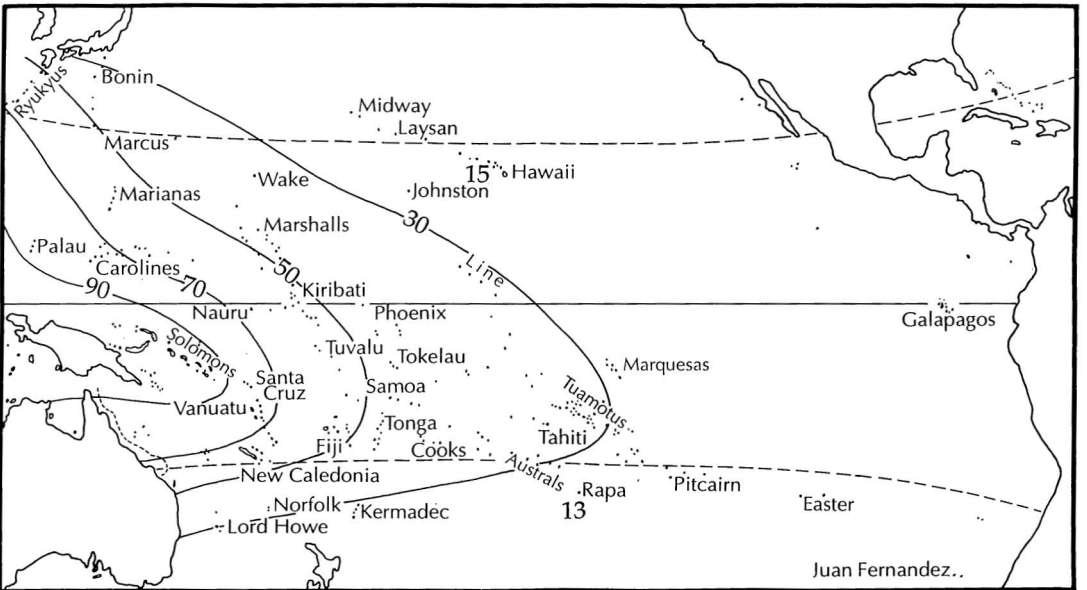 Ryukyus
Bonin
Midway
Laysan
Marcus
15 Hawaii
Wake
Johnston
Marianas
30
Marshalls
Palau
Carolines
50
Line
90
70
Kiribati
Nauru
Phoenix
Galapagos
Solomons
Tuvalu
Tokelau
Marquesas
Santa
Cruz
Samoa
Vanuatu
Tuamotus
Tonga
Tahiti
Fiji
Cooks
New Caledonia
Australs
Rapa
Pitcairn
Norfolk
Kermadec
13
Easter
Lord Howe
Juan Fernandez